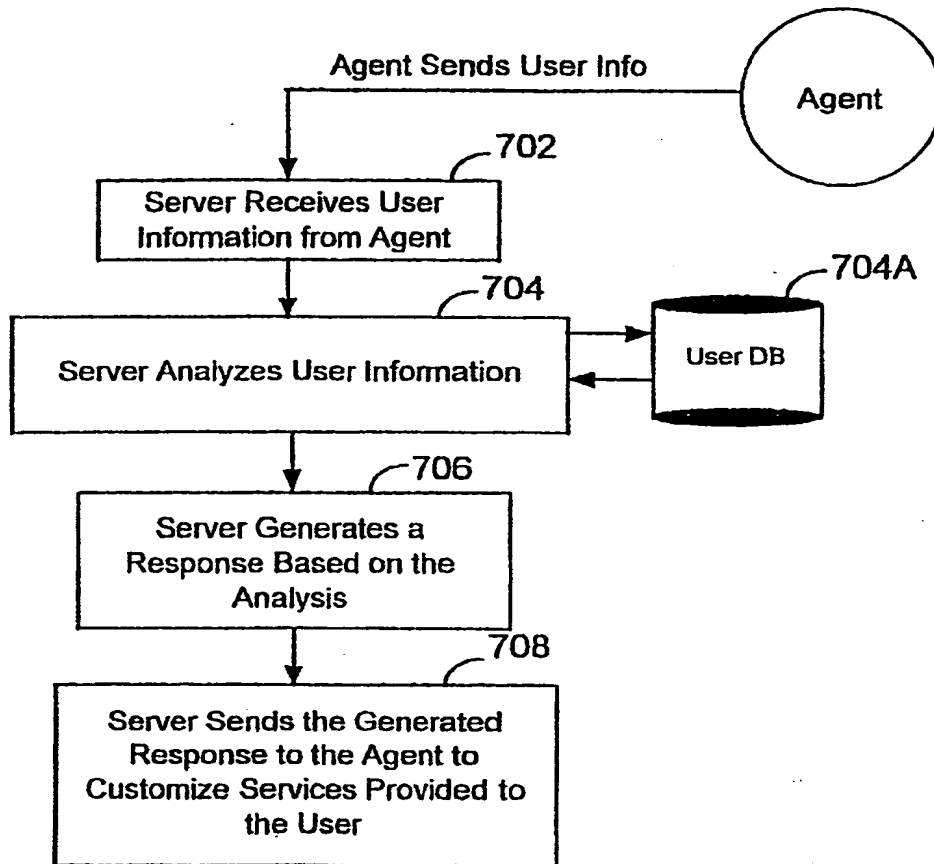 Agent Sends User Info
Agent
702
Server Receives User
Information from Agent
704
704A
Server Analyzes User Information
User DB
706
Server Generates a
Response Based on the
Analysis
708
Server Sends the Generated
Response to the Agent to
Customize Services Provided to
the User